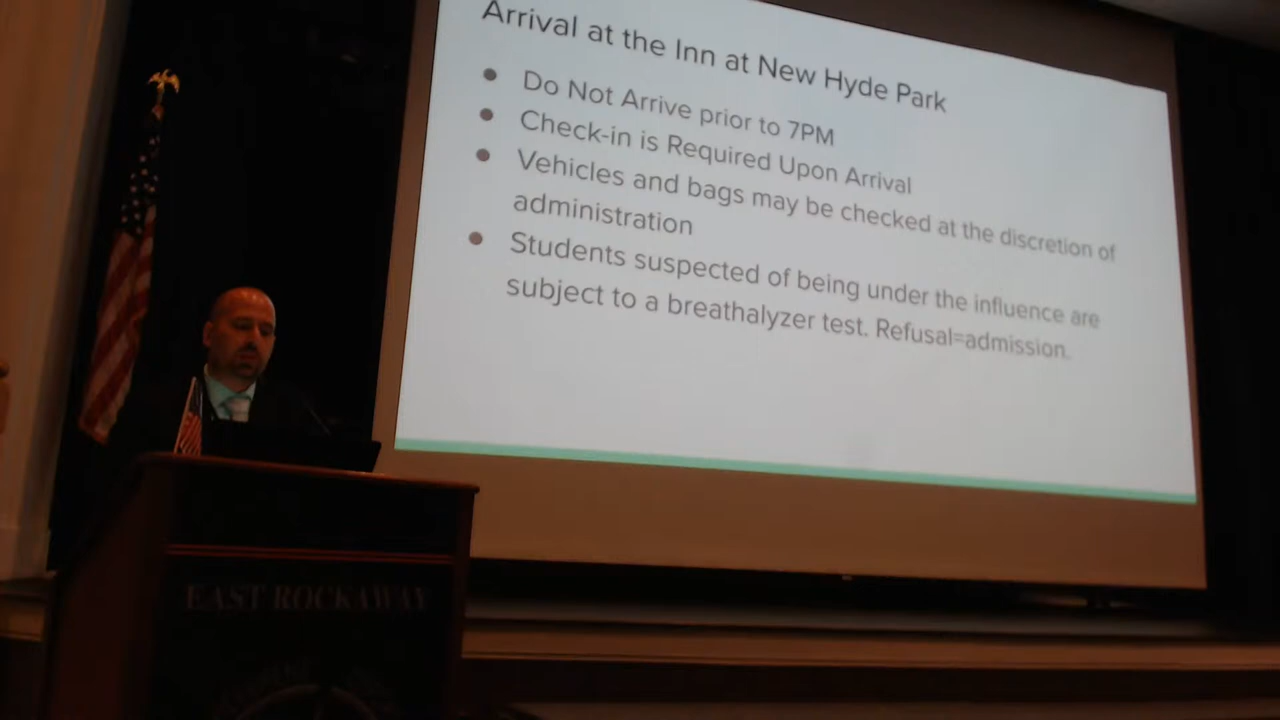 Arrival at the Inn at New Hyde Park
● Do Not Arrive prior to 7PM
● Check-in is Required Upon Arrival
● Vehicles and bags may be checked at the discretion of
administration
● Students suspected of being under the influence are
subject to a breathalyzer test. Refusal=admission.
EAST ROCKAWAY